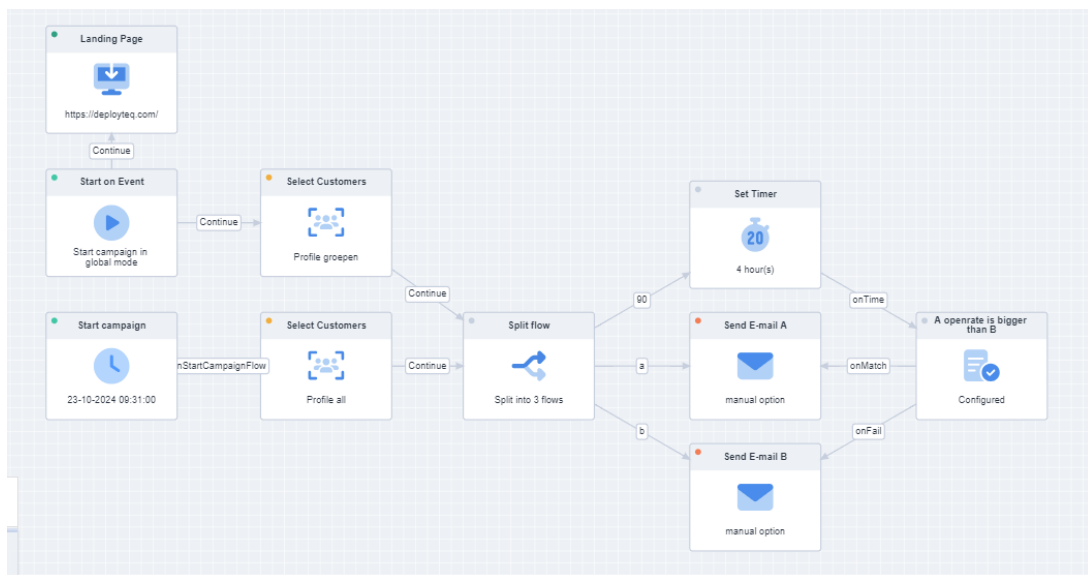 Landing Page
https://deployteq.com/
Continue
Start on Event
Start campaign in
global mode
Continue
Select Customers
Profile groepen
Continue
Set Timer
20
4 hour(s)
90
onTime
Start campaign
23-10-2024 09:31:00
nStartCampaignFlow
Select Customers
Profile all
Continue
Split flow
Split into 3 flows
a
Send E-mail A
manual option
onMatch
A openrate is bigger
than B
Configured
b
onFail
Send E-mail B
manual option